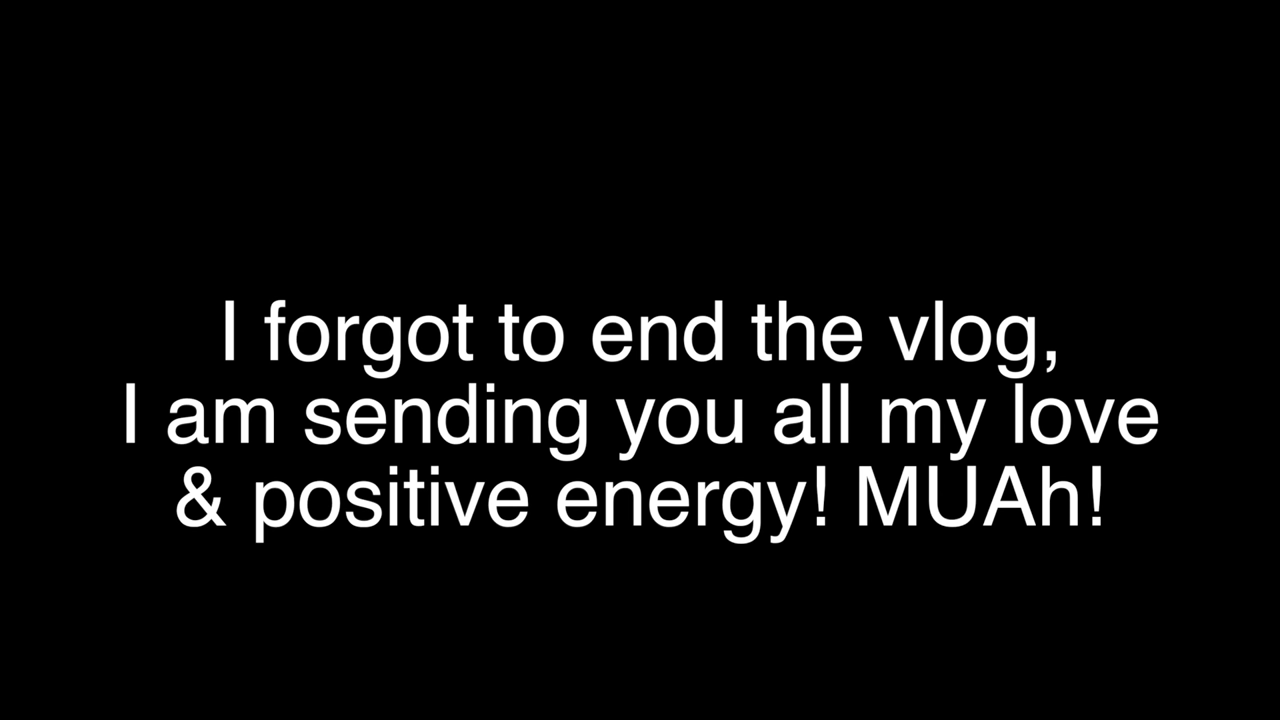 I forgot to end the vlog,
I am sending you all my love
& positive energy! MUAh!